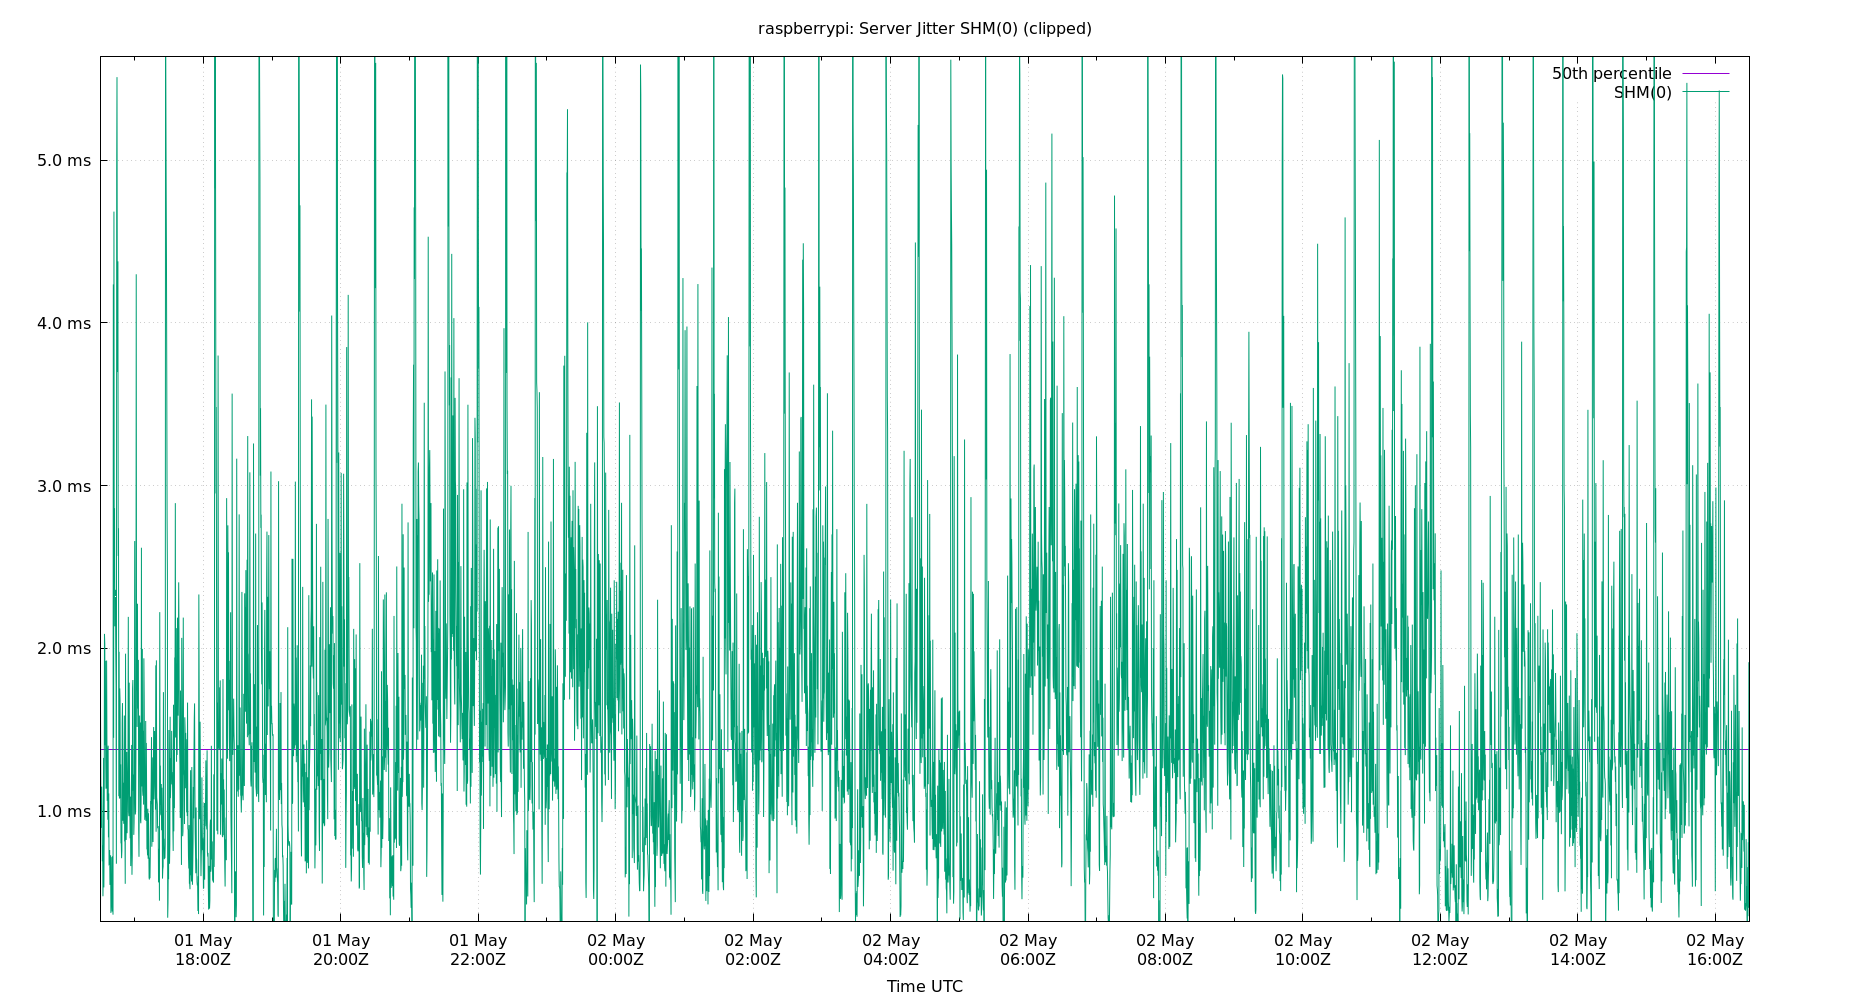 raspberrypi: Server Jitter SHM(0) (clipped)
50th percentile
SHM(0)
5.0 ms
4.0 ms
3.0 ms
2.0 ms
1.0 ms
01 May 01 May 01 May 02 May 02 May 02 May 02 May 02 May 02 May 02 May 02 May 02 May
18:00Z 20:00Z 22:00Z 00:00Z 02:00Z 04:00Z 06:00Z 08:00Z 10:00Z 12:00Z 14:00Z 16:00Z
Time UTC